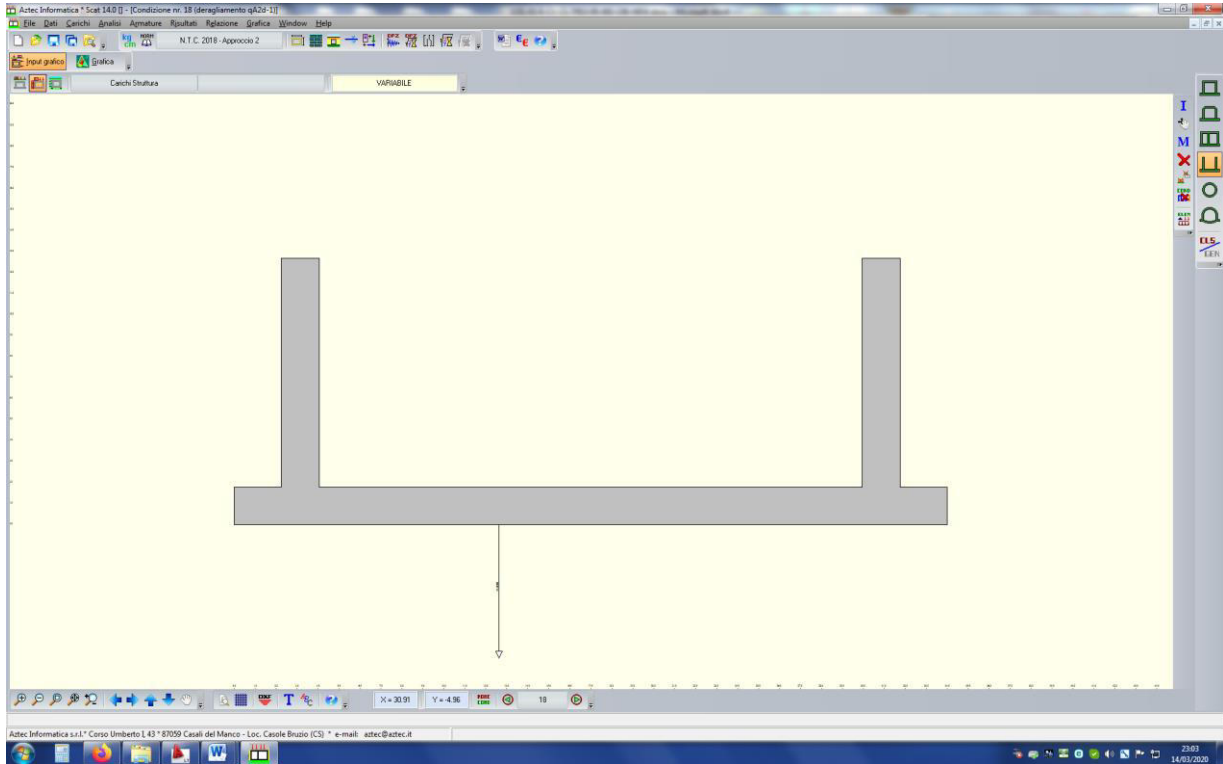 Aztec Informatica * Scat 14.0 [] - [Condizione nr. 18 (deragliamento qA2d-1)]
File Dati Carichi Analisi Armature Risultati Relazione Grafica Window Help
N.T.C. 2018 - Approccio 2
Input grafico Grafica
Carichi Struttura VARIABILE
I
M
CLS
GEN
T X = 30.91 Y = -4.96 18
Aztec Informatica s.r.l.* Corso Umberto I, 43 * 87059 Casali del Manco - Loc. Casole Bruzio (CS) * e-mail: aztec@aztec.it
23:03
14/03/2020